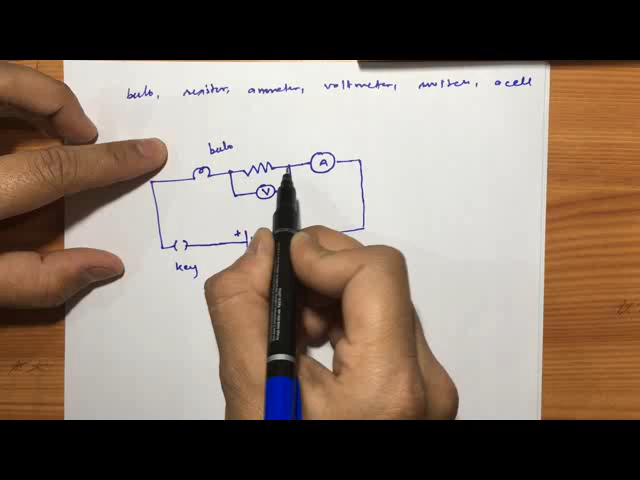 bulb, resistor, ammeter, voltmeter, switch, a cell
bulb
A
V
+
key